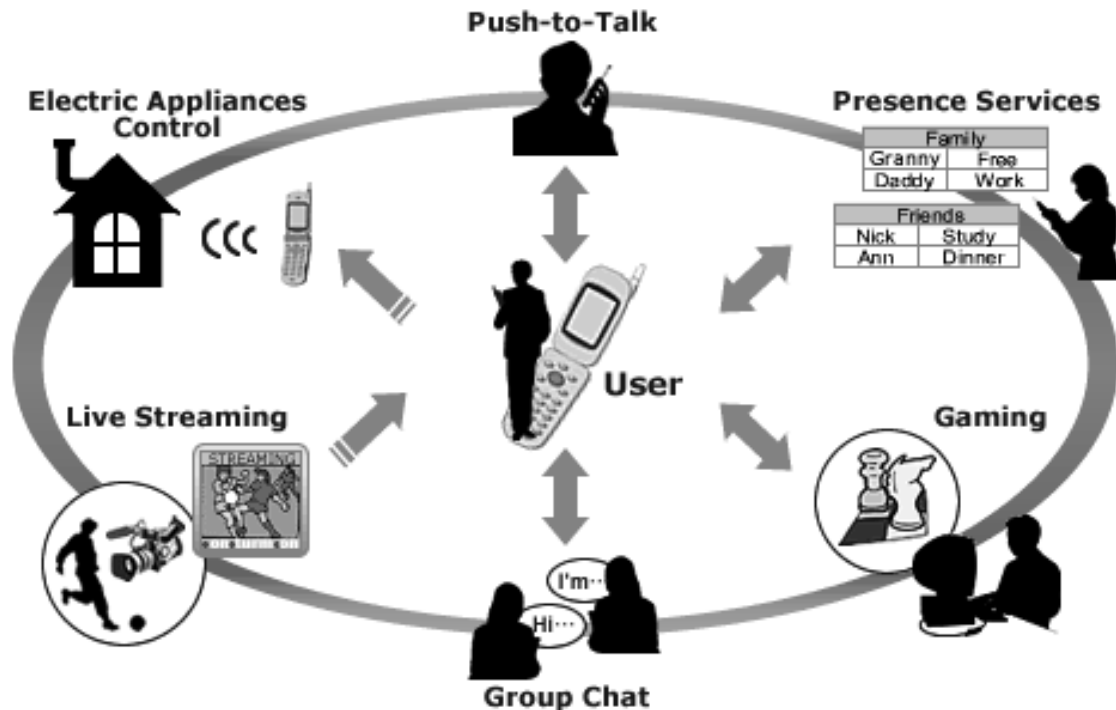 Push-to-Talk
Electric Appliances
Control
Presence Services
Family
Granny Free
Daddy Work
Friends
Nick Study
Ann Dinner
User
Live Streaming
STREAMING!
Gaming
I'm...
Hi...
Group Chat